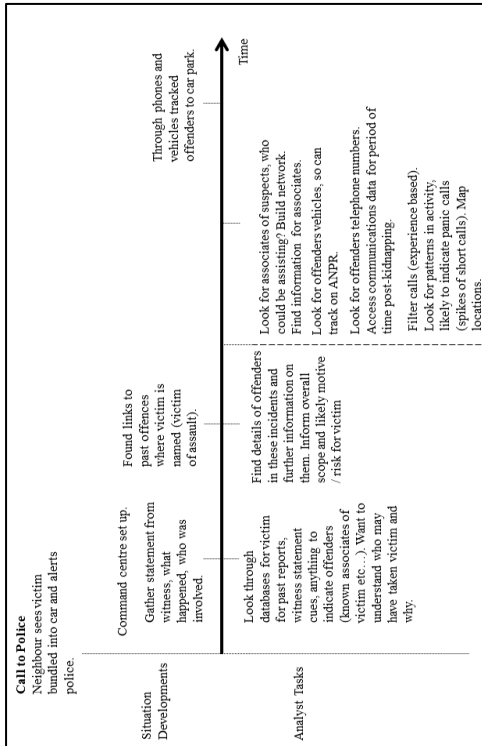 Call to Police
Neighbour sees victim
bundled into car and alerts
police.
Situation
Developments
Command centre set up.
Gather statement from
witness, what
happened, who was
involved.
Found links to
past offences
where victim is
named (victim
of assault).
Through phones and
vehicles tracked
offenders to car park.
Time
Analyst Tasks
Look through
databases for victim
for past reports,
witness statement
cues, anything to
indicate offenders
(known associates of
victim etc...). Want to
understand who may
have taken victim and
why.
Find details of offenders
in these incidents and
further information on
them. Inform overall
scope and likely motive
/ risk for victim
Look for associates of suspects, who
could be assisting? Build network.
Find information for associates.
Look for offenders vehicles, so can
track on ANPR.
Look for offenders telephone numbers.
Access communications data for period of
time post-kidnapping.
Filter calls (experience based).
Look for patterns in activity,
likely to indicate panic calls
(spikes of short calls). Map
locations.